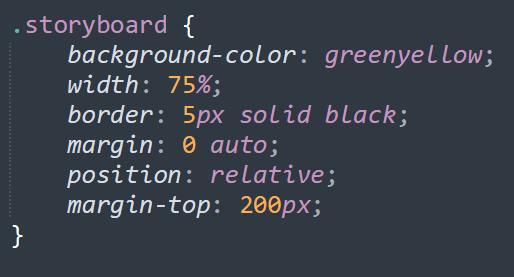 .storyboard {
background-color: greenyellow;
width: 75%;
border: 5px solid black;
margin: 0 auto;
position: relative;
margin-top: 200px;
}